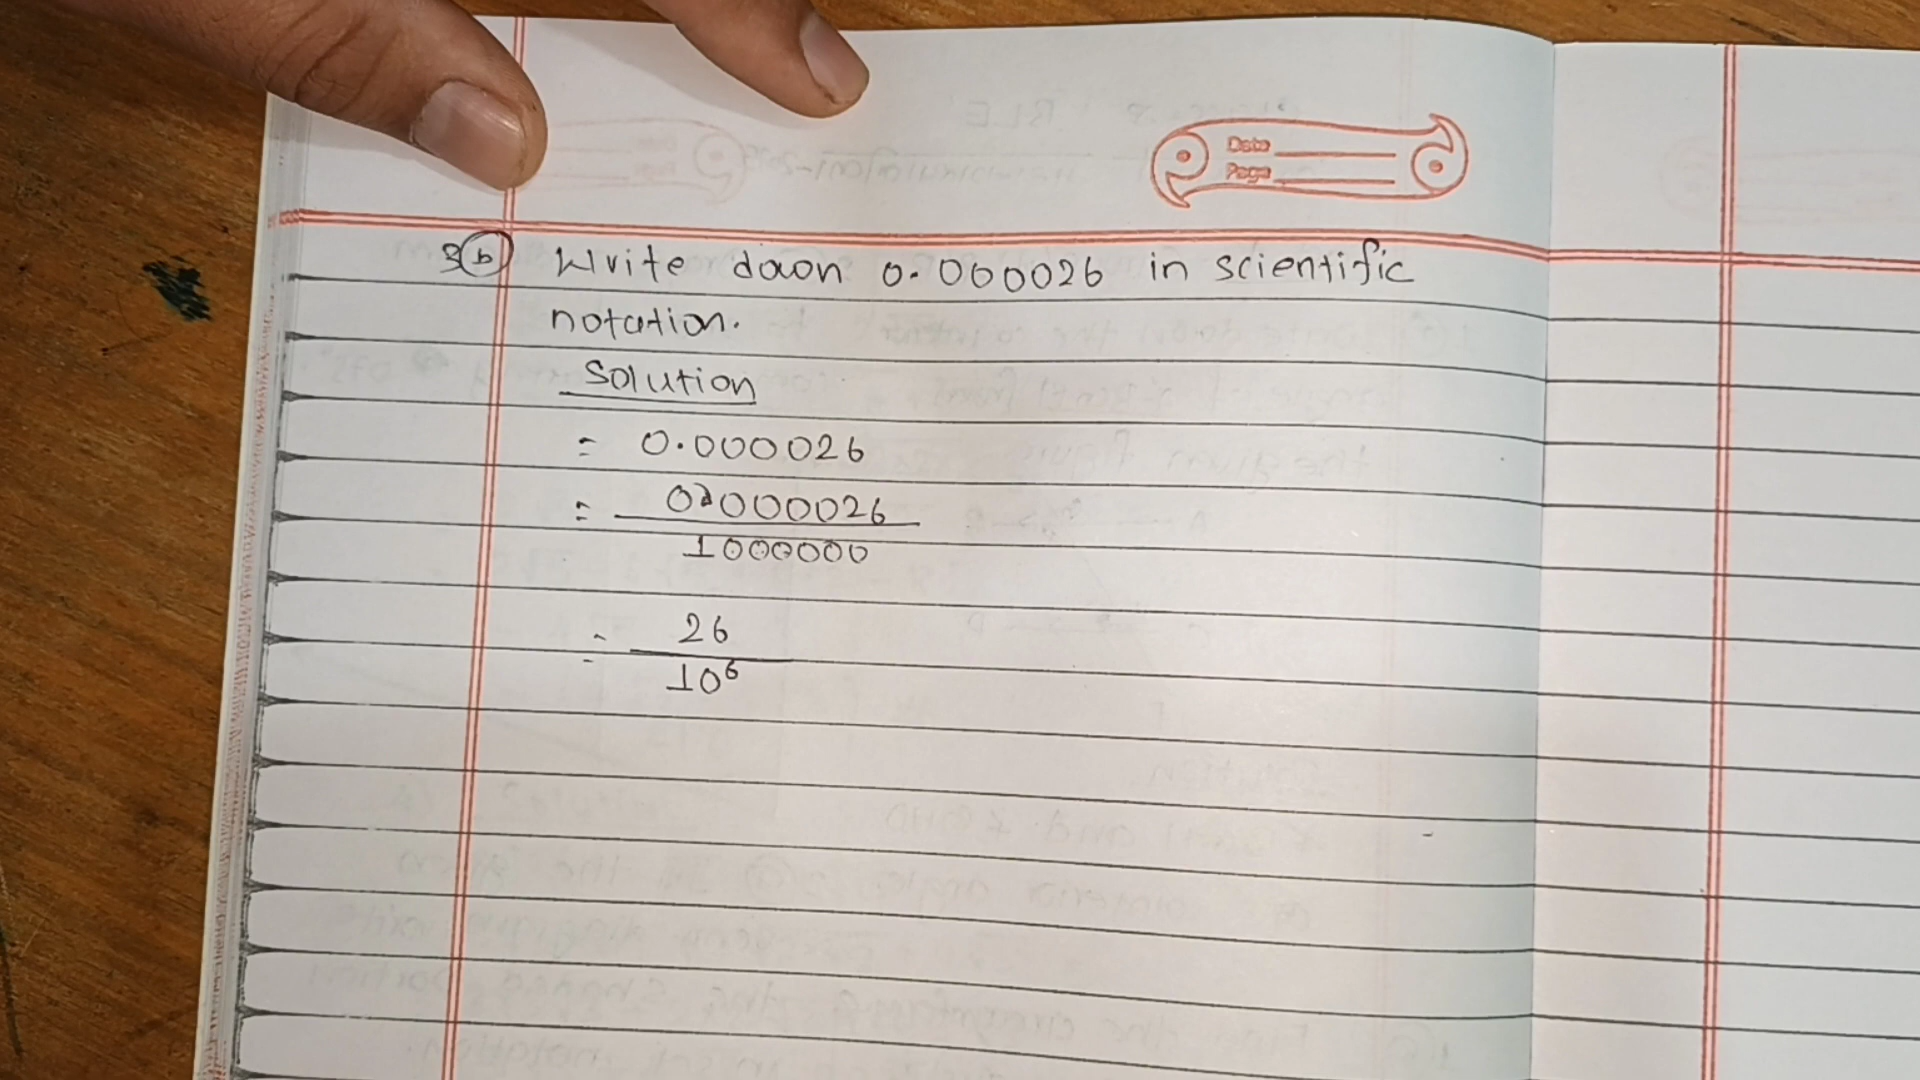 Date
Page
3(b) Write down 0.000026 in scientific
notation.
Solution
= 0.000026
= 0.000026
1000000
= 26
10⁶